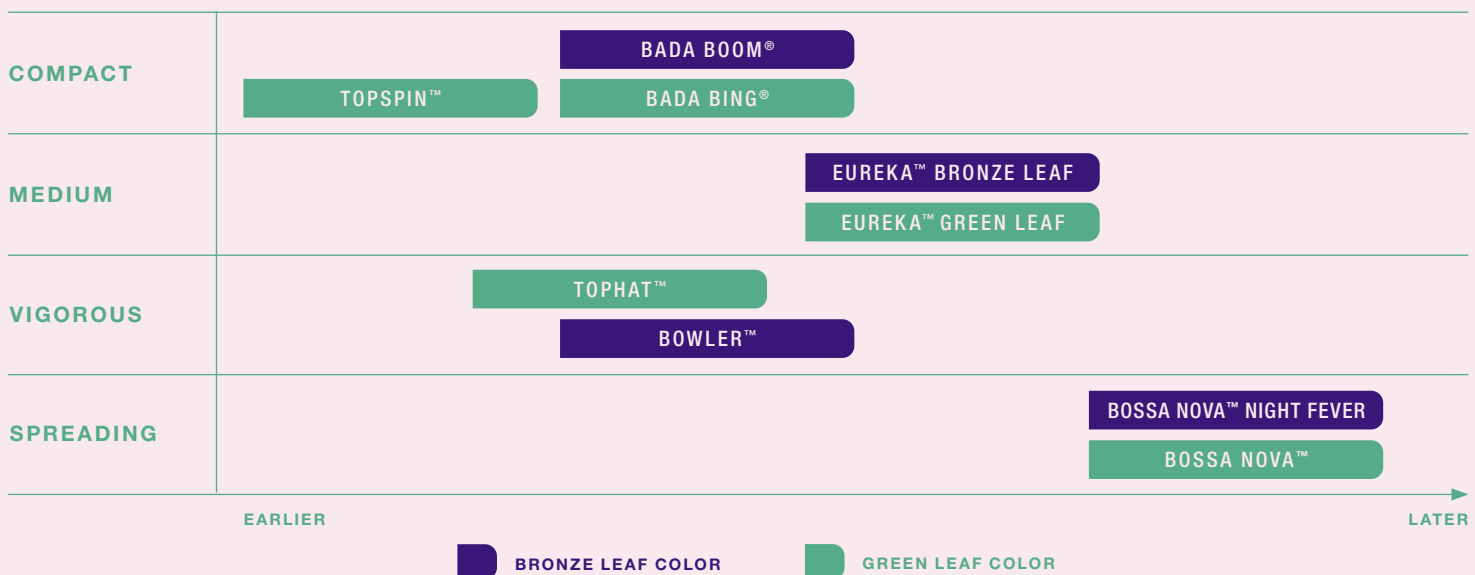 COMPACT
BADA BOOM®
TOPSPIN™
BADA BING®
MEDIUM
EUREKA™ BRONZE LEAF
EUREKA™ GREEN LEAF
VIGOROUS
TOPHAT™
BOWLER™
SPREADING
BOSSA NOVA™ NIGHT FEVER
BOSSA NOVA™
EARLIER
LATER
BRONZE LEAF COLOR
GREEN LEAF COLOR